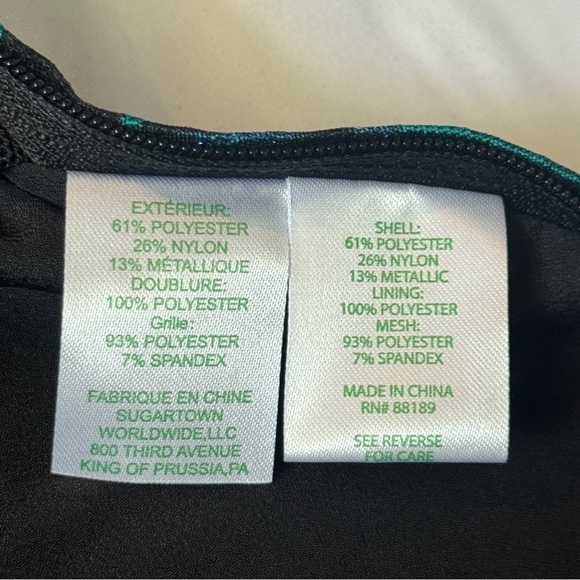 EXTÉRIEUR:
61% POLYESTER
26% NYLON
13% MÉTALLIQUE
DOUBLURE:
100% POLYESTER
Grille:
93% POLYESTER
7% SPANDEX
FABRIQUE EN CHINE
SUGARTOWN
WORLDWIDE,LLC
800 THIRD AVENUE
KING OF PRUSSIA,PA
SHELL:
61% POLYESTER
26% NYLON
13% METALLIC
LINING:
100% POLYESTER
MESH:
93% POLYESTER
7% SPANDEX
MADE IN CHINA
RN# 88189
SEE REVERSE
FOR CARE